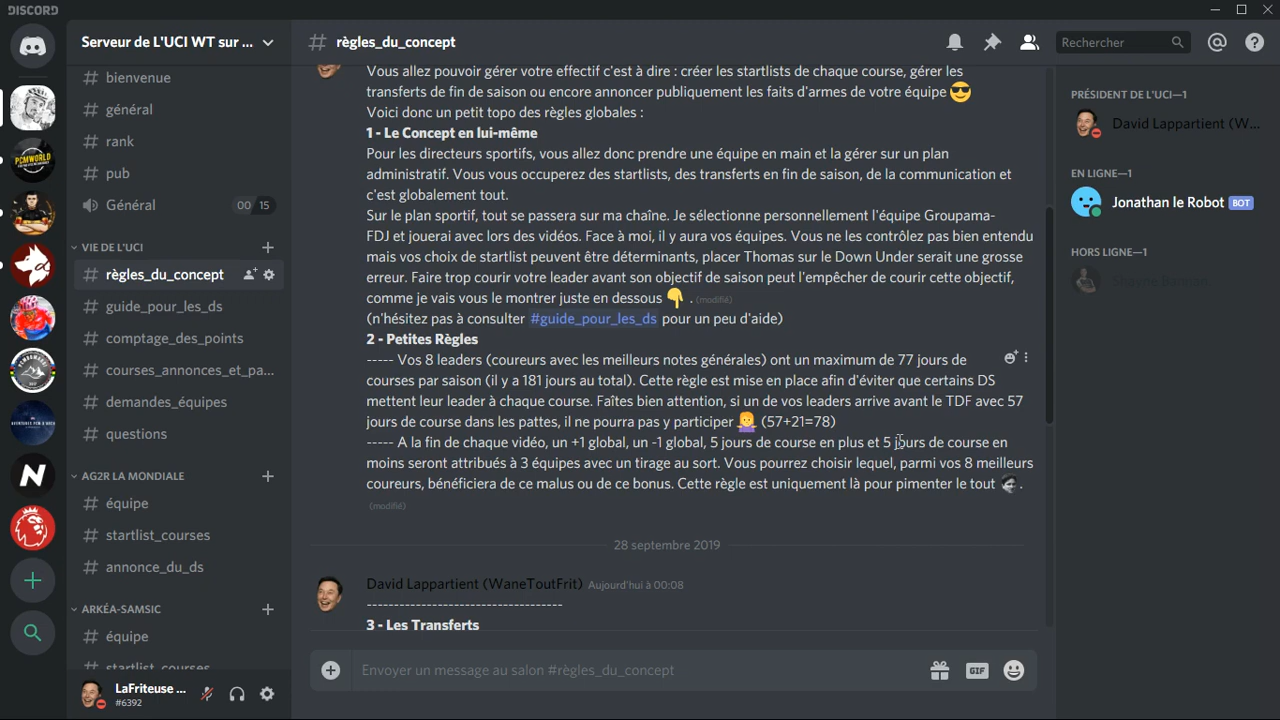 DISCORD
Serveur de L'UCI WT sur ...
bienvenue
général
rank
pub
Général
00 15
VIE DE L'UCI
règles_du_concept
guide_pour_les_ds
comptage_des_points
courses_annonces_et_pa...
demandes_équipes
questions
AG2R LA MONDIALE
équipe
startlist_courses
annonce_du_ds
ARKÉA-SAMSIC
équipe
startlist_courses
LaFriteuse ...
#6392
PCMWORLD
N
# règles_du_concept
Rechercher
Vous allez pouvoir gérer votre effectif c'est à dire : créer les startlists de chaque course, gérer les
transferts de fin de saison ou encore annoncer publiquement les faits d'armes de votre équipe 😎
Voici donc un petit topo des règles globales :
1 - Le Concept en lui-même
Pour les directeurs sportifs, vous allez donc prendre une équipe en main et la gérer sur un plan
administratif. Vous vous occuperez des startlists, des transferts en fin de saison, de la communication et
c'est globalement tout.
Sur le plan sportif, tout se passera sur ma chaîne. Je sélectionne personnellement l'équipe Groupama-
FDJ et jouerai avec lors des vidéos. Face à moi, il y aura vos équipes. Vous ne les contrôlez pas bien entendu
mais vos choix de startlist peuvent être déterminants, placer Thomas sur le Down Under serait une grosse
erreur. Faire trop courir votre leader avant son objectif de saison peut l'empêcher de courir cette objectif,
comme je vais vous le montrer juste en dessous 👇 . (modifié)
(n'hésitez pas à consulter #guide_pour_les_ds pour un peu d'aide)
2 - Petites Règles
----- Vos 8 leaders (coureurs avec les meilleurs notes générales) ont un maximum de 77 jours de
courses par saison (il y a 181 jours au total). Cette règle est mise en place afin d'éviter que certains DS
mettent leur leader à chaque course. Faîtes bien attention, si un de vos leaders arrive avant le TDF avec 57
jours de course dans les pattes, il ne pourra pas y participer 🤷 (57+21=78)
----- A la fin de chaque vidéo, un +1 global, un -1 global, 5 jours de course en plus et 5 jours de course en
moins seront attribués à 3 équipes avec un tirage au sort. Vous pourrez choisir lequel, parmi vos 8 meilleurs
coureurs, bénéficiera de ce malus ou de ce bonus. Cette règle est uniquement là pour pimenter le tout .
(modifié)
28 septembre 2019
David Lappartient (WaneToutFrit) Aujourd'hui à 00:08
-----------------------------------
3 - Les Transferts
Envoyer un message au salon #règles_du_concept
GIF
PRÉSIDENT DE L'UCI—1
David Lappartient (W...
EN LIGNE—1
Jonathan le Robot BOT
HORS LIGNE—1